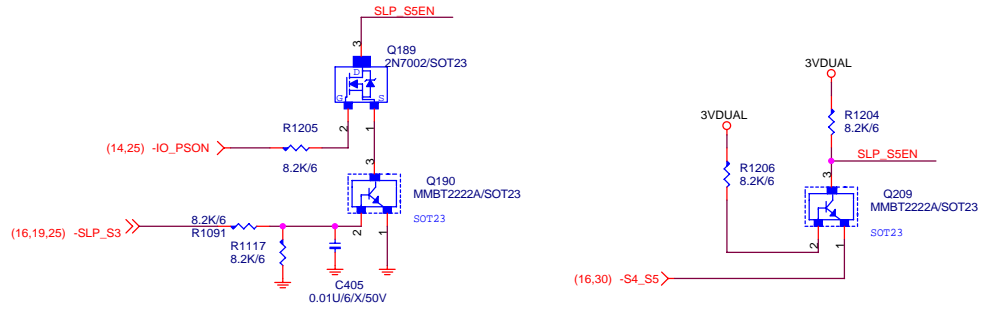 SLP_S5EN
3
Q189
2N7002/SOT23
D
G
S
2
1
R1205
8.2K/6
(14,25) -IO_PSON
3
Q190
MMBT2222A/SOT23
SOT23
2
1
(16,19,25) -SLP_S3
8.2K/6
R1091
R1117
8.2K/6
C405
0.01U/6/X/50V
3VDUAL
3VDUAL
R1204
8.2K/6
R1206
8.2K/6
SLP_S5EN
3
Q209
MMBT2222A/SOT23
SOT23
2
1
(16,30) -S4_S5